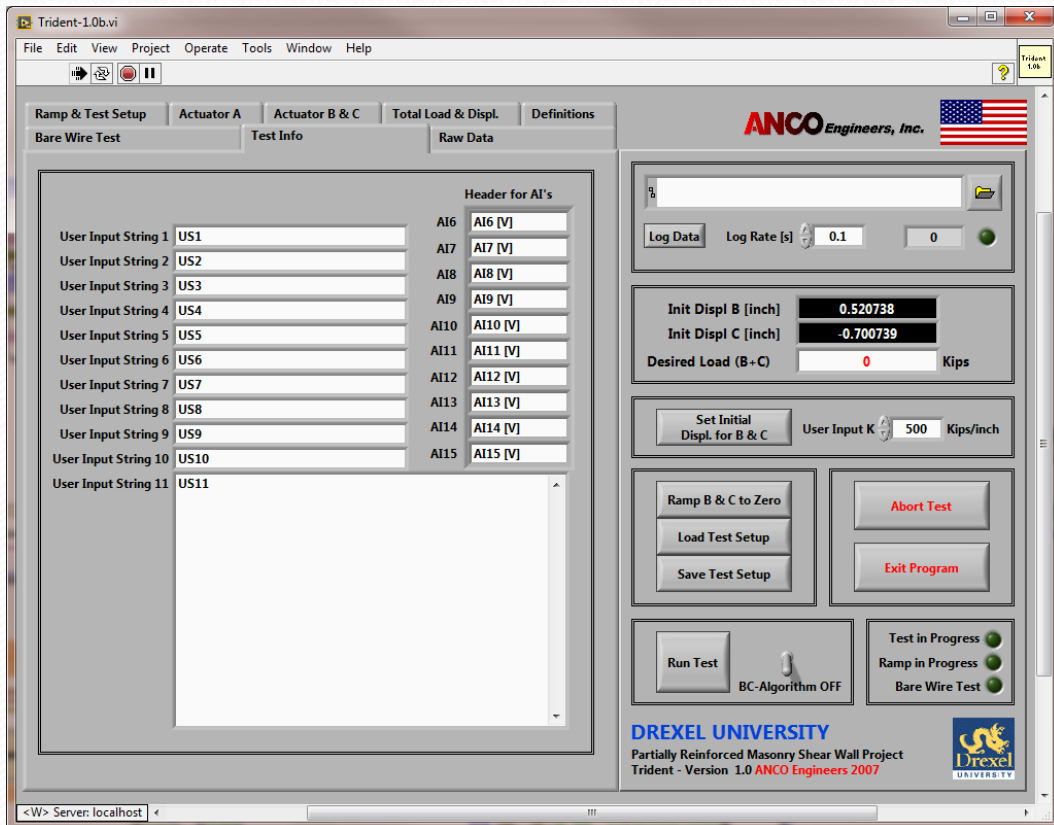 Trident-1.0b.vi
File Edit View Project Operate Tools Window Help
Trident
1.0b
Ramp & Test Setup Actuator A Actuator B & C Total Load & Displ. Definitions
Bare Wire Test Test Info Raw Data
Header for AI's
AI6 AI6 [V]
AI7 AI7 [V]
AI8 AI8 [V]
AI9 AI9 [V]
AI10 AI10 [V]
AI11 AI11 [V]
AI12 AI12 [V]
AI13 AI13 [V]
AI14 AI14 [V]
AI15 AI15 [V]
User Input String 1 US1
User Input String 2 US2
User Input String 3 US3
User Input String 4 US4
User Input String 5 US5
User Input String 6 US6
User Input String 7 US7
User Input String 8 US8
User Input String 9 US9
User Input String 10 US10
User Input String 11 US11
ANCO Engineers, Inc.
Log Data Log Rate [s] 0.1 0
Init Displ B [inch] 0.520738
Init Displ C [inch] -0.700739
Desired Load (B+C) 0 Kips
Set Initial
Displ. for B & C
User Input K 500 Kips/inch
Ramp B & C to Zero
Load Test Setup
Save Test Setup
Abort Test
Exit Program
Run Test
BC-Algorithm OFF
Test in Progress
Ramp in Progress
Bare Wire Test
DREXEL UNIVERSITY
Partially Reinforced Masonry Shear Wall Project
Trident - Version 1.0 ANCO Engineers 2007
Drexel
UNIVERSITY
<W> Server: localhost